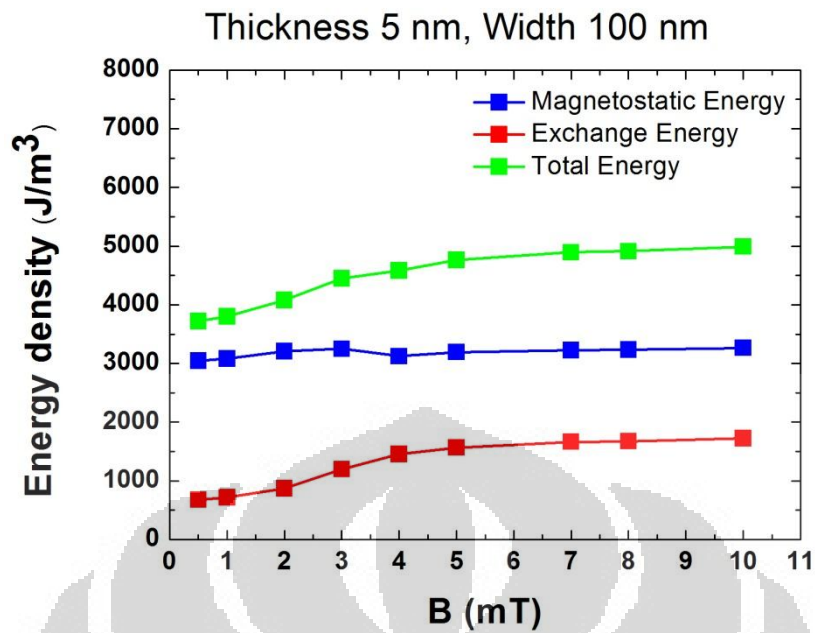 Thickness 5 nm, Width 100 nm
8000
7000
6000
5000
4000
3000
2000
1000
0
Energy density (J/m³)
Magnetostatic Energy
Exchange Energy
Total Energy
0 1 2 3 4 5 6 7 8 9 10 11
B (mT)